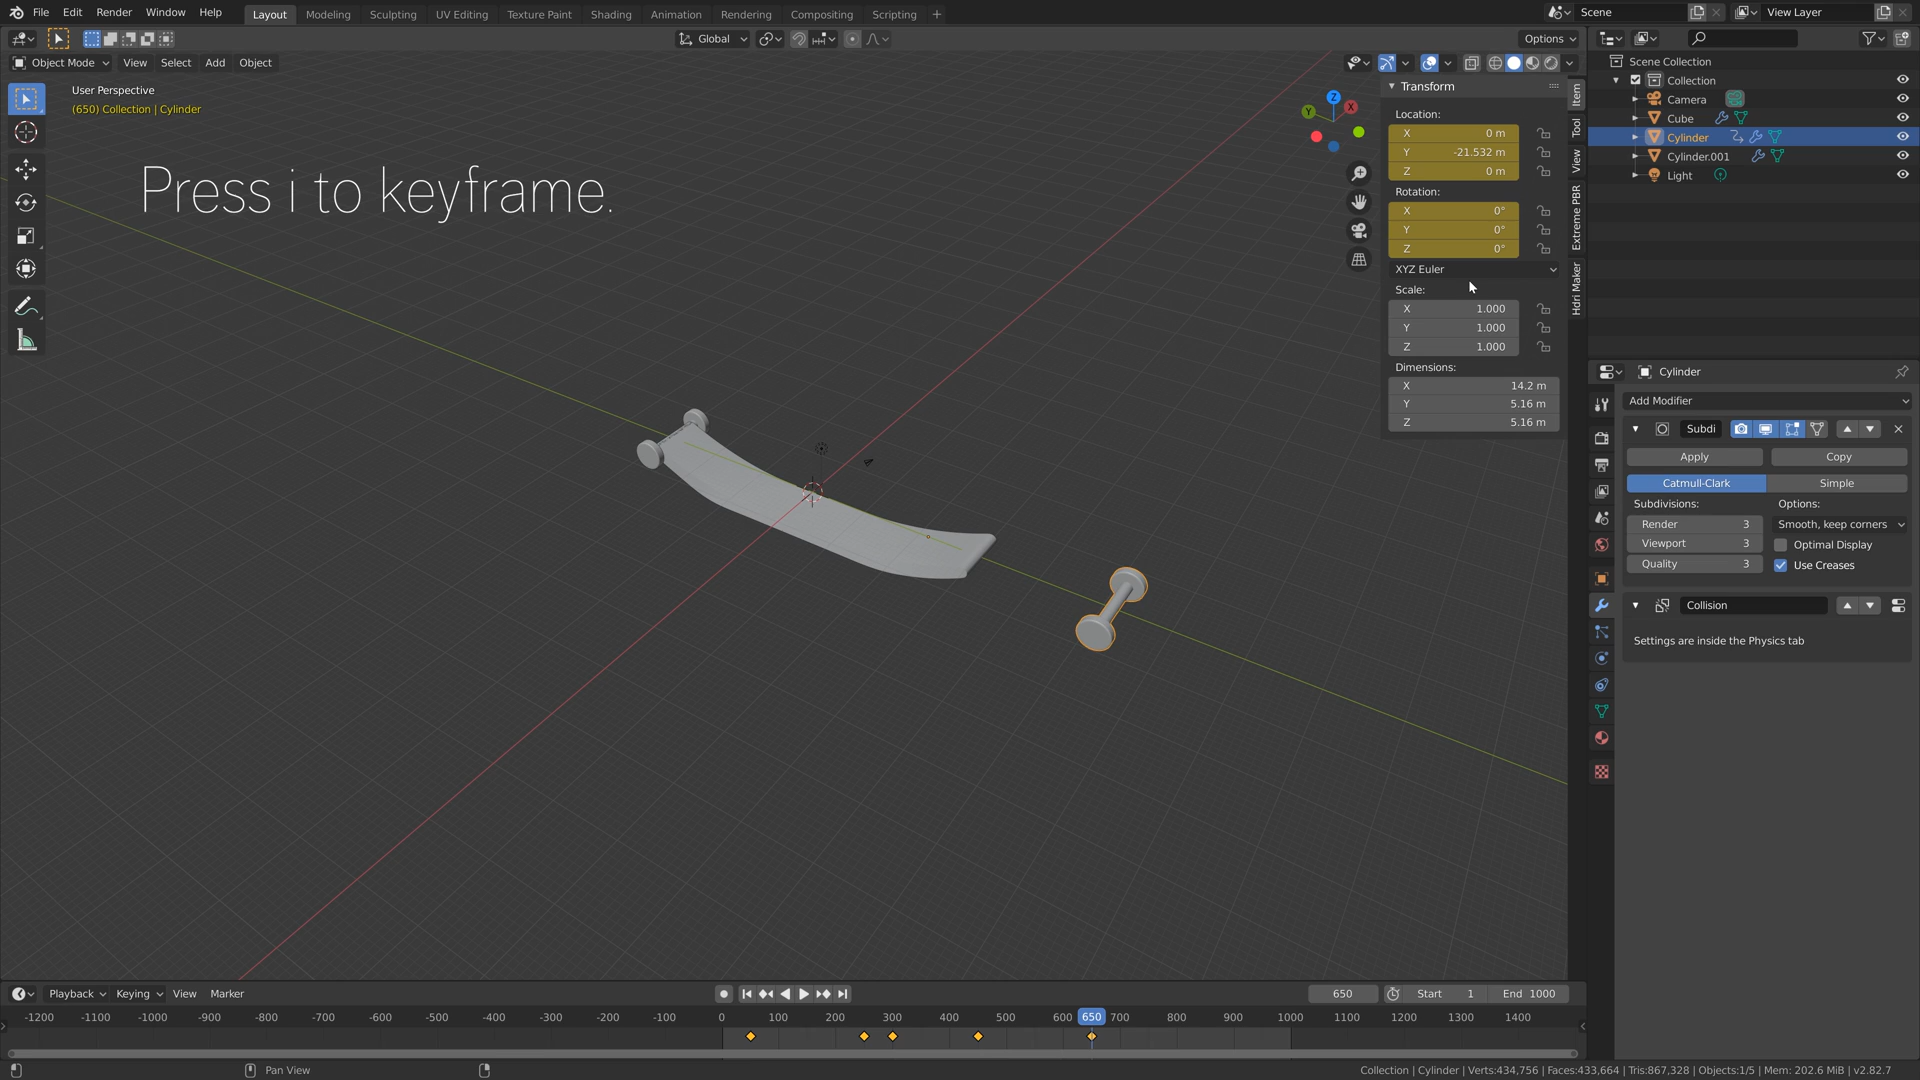 File Edit Render Window Help Layout Modeling Sculpting UV Editing Texture Paint Shading Animation Rendering Compositing Scripting + Scene View Layer
Global Options
Object Mode View Select Add Object
User Perspective
(650) Collection | Cylinder
Press i to keyframe.
Z
X
Y
Transform
Location:
X 0 m
Y -21.532 m
Z 0 m
Rotation:
X 0°
Y 0°
Z 0°
XYZ Euler
Scale:
X 1.000
Y 1.000
Z 1.000
Dimensions:
X 14.2 m
Y 5.16 m
Z 5.16 m
Item
Tool
View
Extreme PBR
Hdri Maker
Scene Collection
Collection
Camera
Cube
Cylinder
Cylinder.001
Light
Cylinder
Add Modifier
Subdi
Apply Copy
Catmull-Clark Simple
Subdivisions: Options:
Render 3 Smooth, keep corners
Viewport 3 Optimal Display
Quality 3 Use Creases
Collision
Settings are inside the Physics tab
Playback Keying View Marker 650 Start 1 End 1000
-1200 -1100 -1000 -900 -800 -700 -600 -500 -400 -300 -200 -100 0 100 200 300 400 500 600 650 700 800 900 1000 1100 1200 1300 1400
Pan View Collection | Cylinder | Verts:434,756 | Faces:433,664 | Tris:867,328 | Objects:1/5 | Mem: 202.6 MiB | v2.82.7